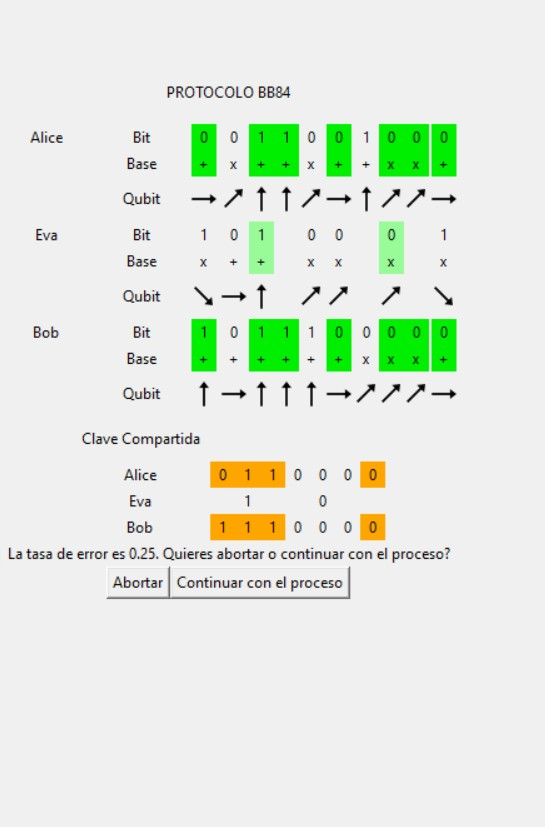 PROTOCOLO BB84
Alice Bit 0 0 1 1 0 0 1 0 0 0
Base + x + + x + + x x +
Qubit → ↗ ↑ ↑ ↗ → ↑ ↗ ↗ →
Eva Bit 1 0 1 0 0 0 1
Base x + + x x x x
Qubit ↘ → ↑ ↗ ↗ ↗ ↘
Bob Bit 1 0 1 1 1 0 0 0 0 0
Base + + + + + + x x x +
Qubit ↑ → ↑ ↑ ↑ → ↗ ↗ ↗ →
Clave Compartida
Alice 0 1 1 0 0 0 0
Eva 1 0
Bob 1 1 1 0 0 0 0
La tasa de error es 0.25. Quieres abortar o continuar con el proceso?
Abortar Continuar con el proceso